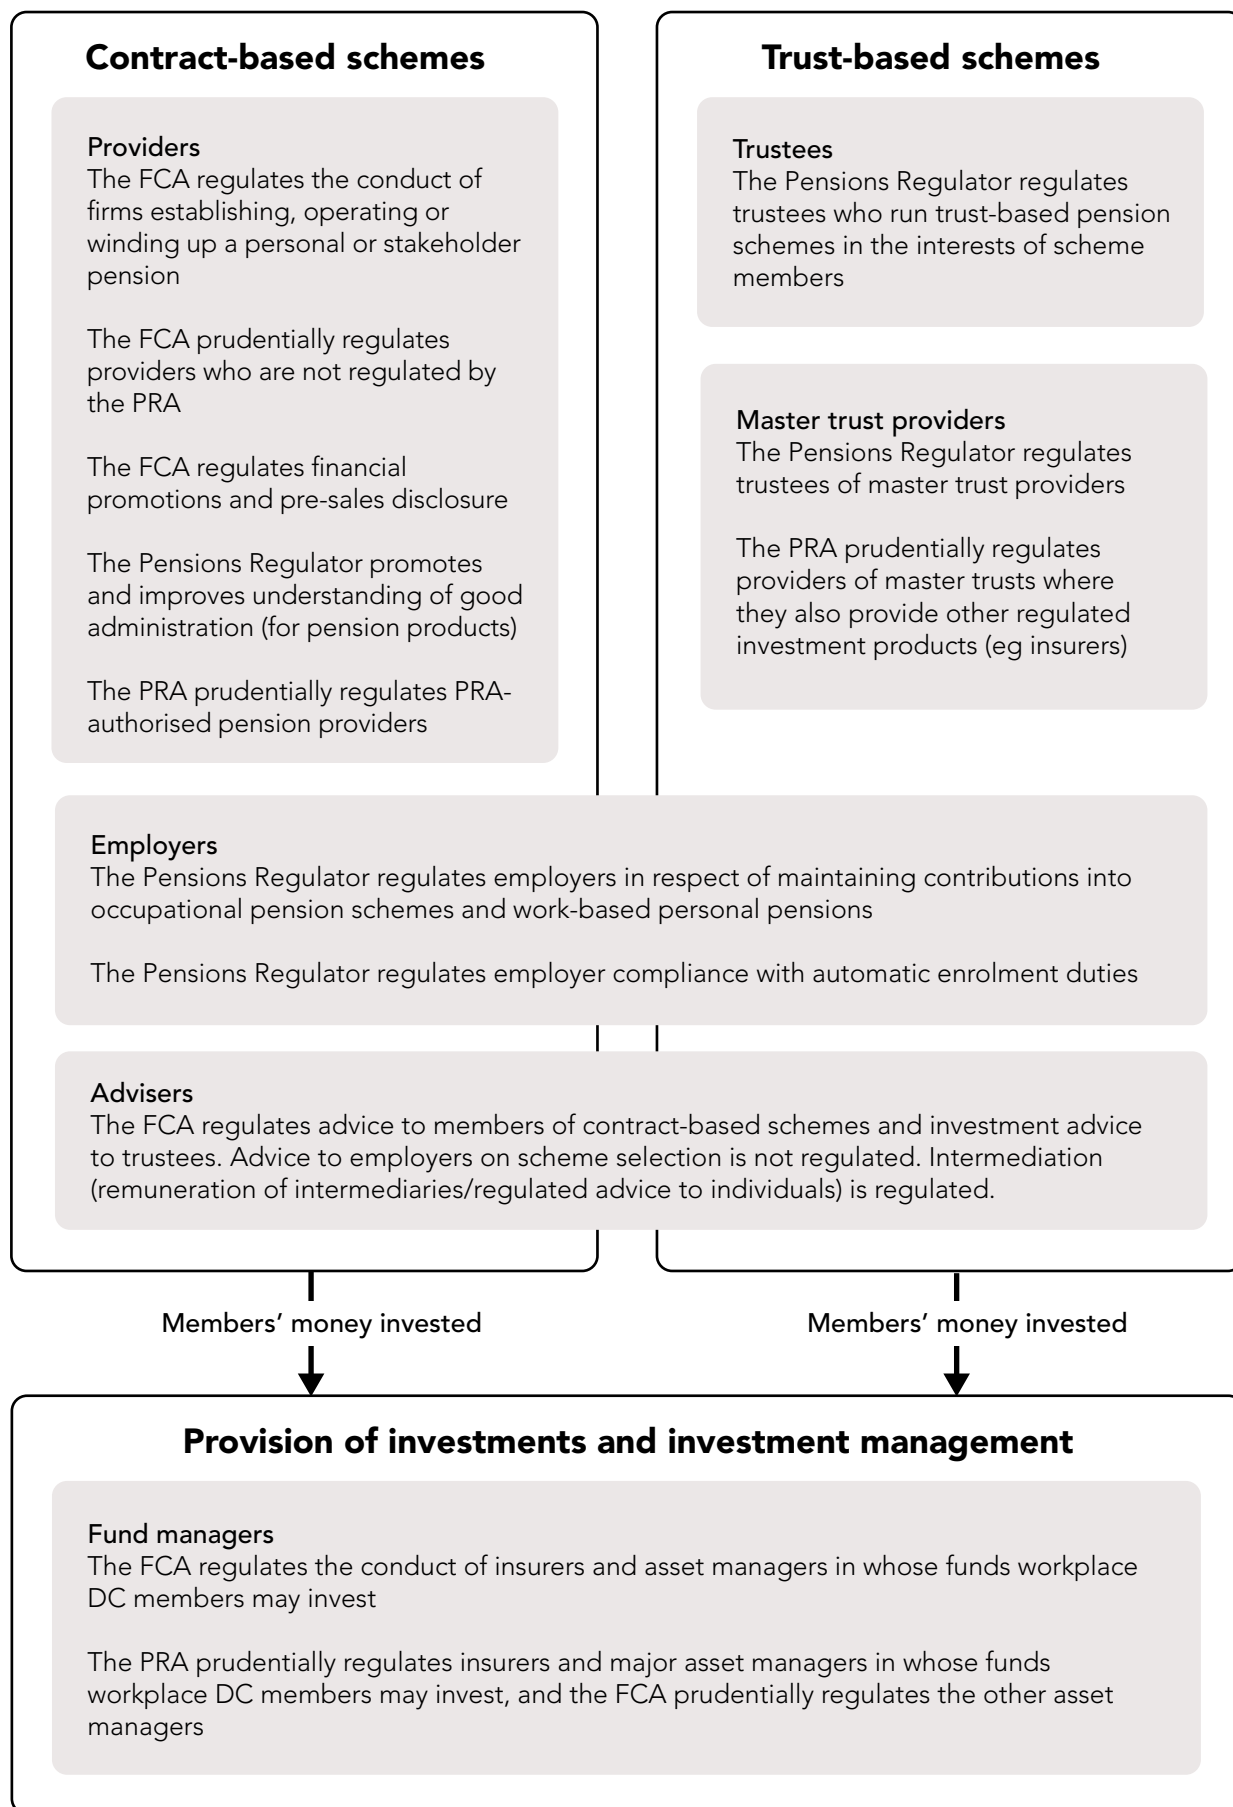 Contract-based schemes
Providers
The FCA regulates the conduct of
firms establishing, operating or
winding up a personal or stakeholder
pension
The FCA prudentially regulates
providers who are not regulated by
the PRA
The FCA regulates financial
promotions and pre-sales disclosure
The Pensions Regulator promotes
and improves understanding of good
administration (for pension products)
The PRA prudentially regulates PRA-
authorised pension providers
Trust-based schemes
Trustees
The Pensions Regulator regulates
trustees who run trust-based pension
schemes in the interests of scheme
members
Master trust providers
The Pensions Regulator regulates
trustees of master trust providers
The PRA prudentially regulates
providers of master trusts where
they also provide other regulated
investment products (eg insurers)
Employers
The Pensions Regulator regulates employers in respect of maintaining contributions into
occupational pension schemes and work-based personal pensions
The Pensions Regulator regulates employer compliance with automatic enrolment duties
Advisers
The FCA regulates advice to members of contract-based schemes and investment advice
to trustees. Advice to employers on scheme selection is not regulated. Intermediation
(remuneration of intermediaries/regulated advice to individuals) is regulated.
Members’ money invested
Members’ money invested
Provision of investments and investment management
Fund managers
The FCA regulates the conduct of insurers and asset managers in whose funds workplace
DC members may invest
The PRA prudentially regulates insurers and major asset managers in whose funds
workplace DC members may invest, and the FCA prudentially regulates the other asset
managers